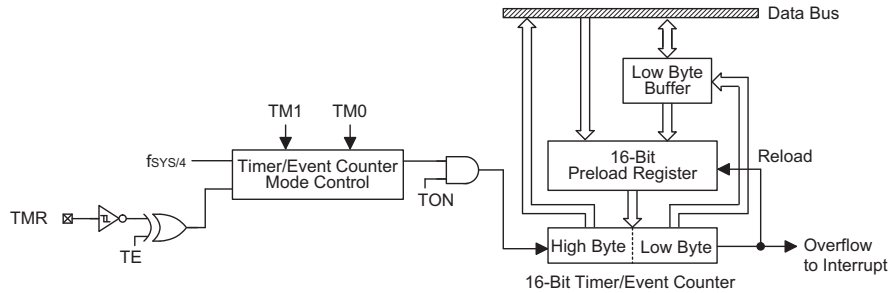 Data Bus
Low Byte
Buffer
TM1
TM0
fSYS/4
Timer/Event Counter
Mode Control
16-Bit
Preload Register
Reload
TON
TMR
TE
High Byte
Low Byte
Overflow
to Interrupt
16-Bit Timer/Event Counter